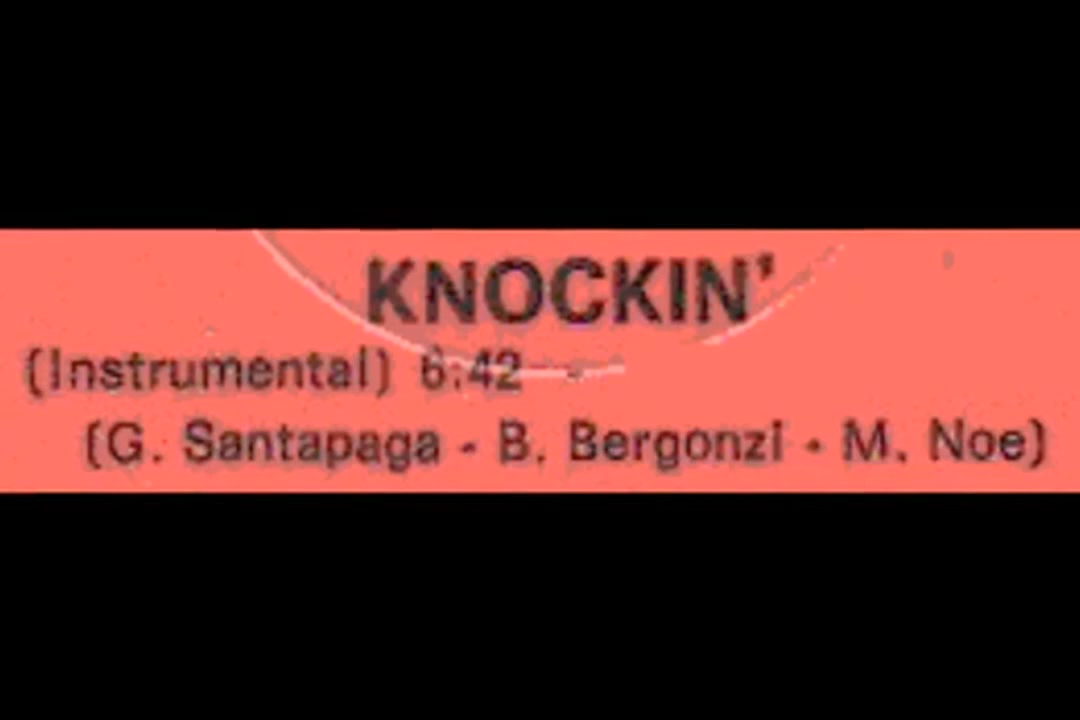 KNOCKIN'
(Instrumental) 6:42
(G. Santapaga - B. Bergonzi - M. Noe)